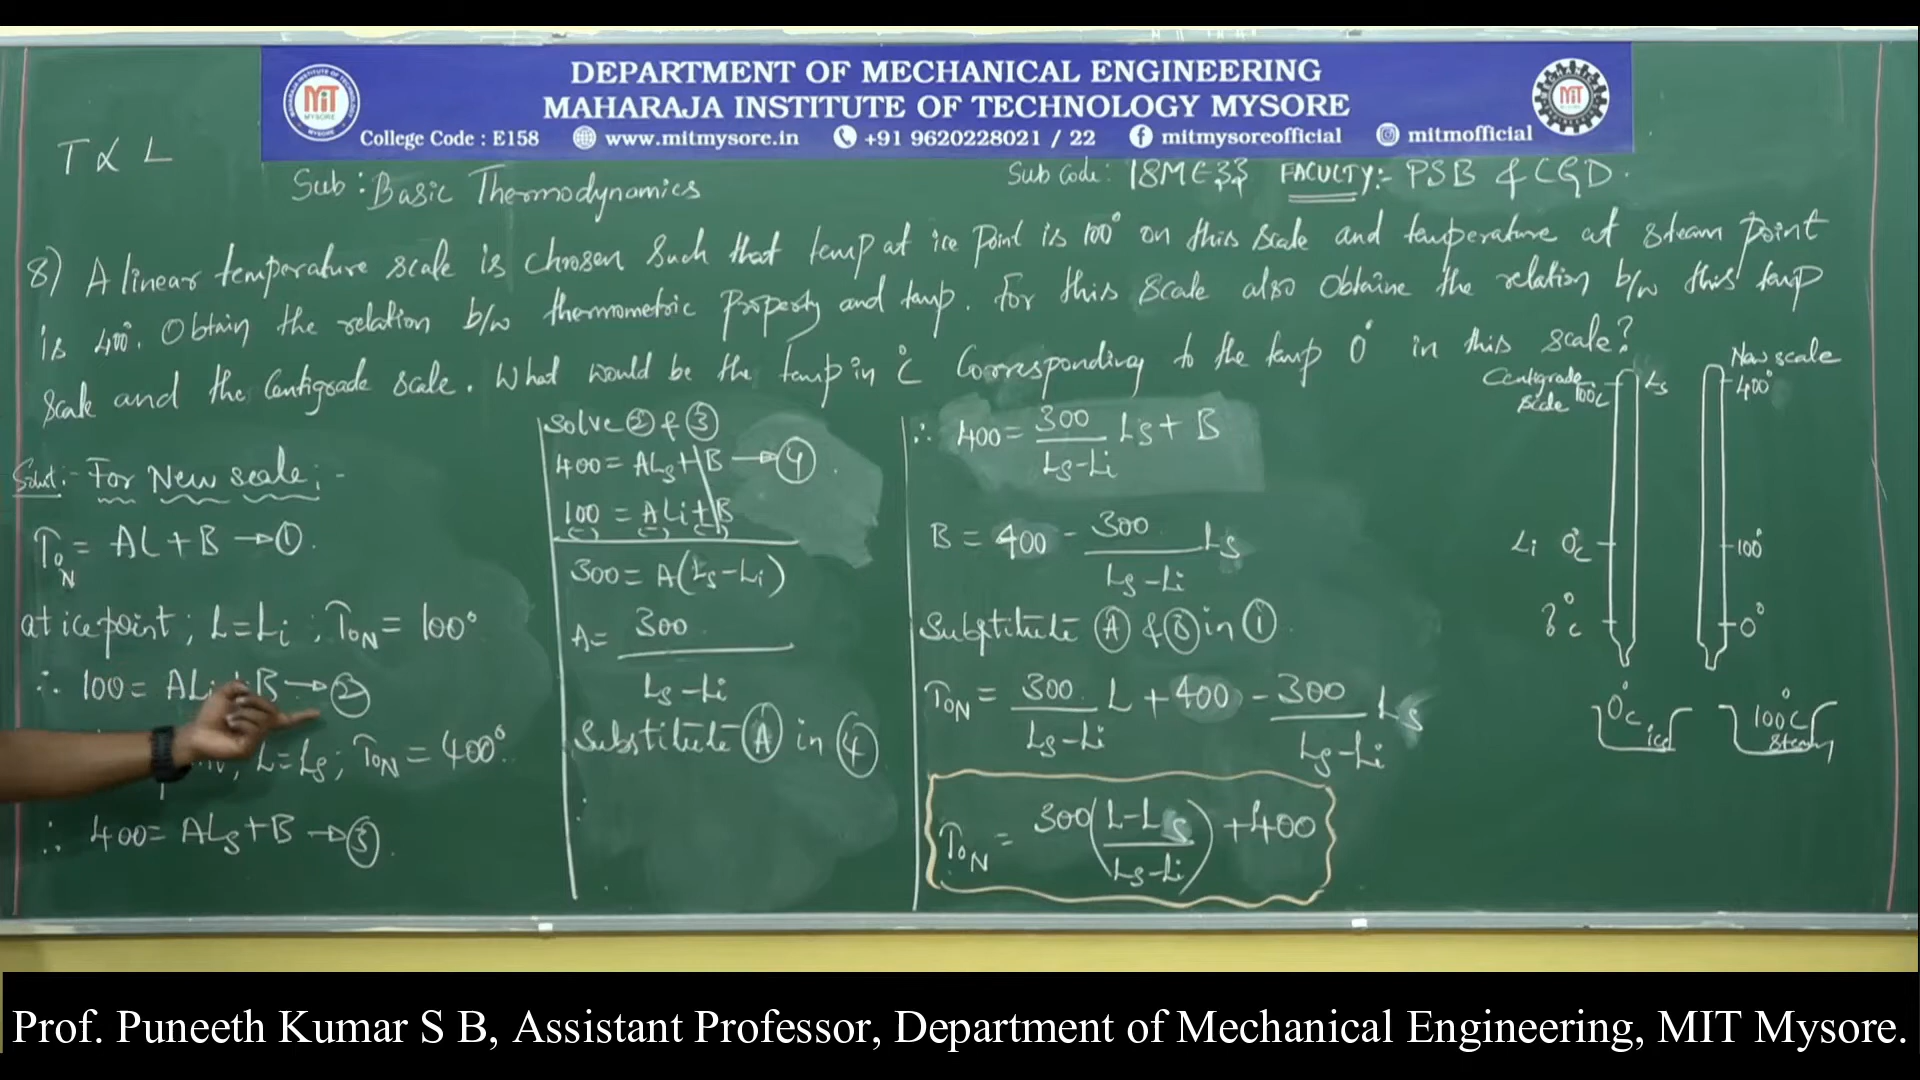 DEPARTMENT OF MECHANICAL ENGINEERING
MAHARAJA INSTITUTE OF TECHNOLOGY MYSORE
College Code : E158 www.mitmysore.in +91 9620228021 / 22 mitmysoreofficial mitmofficial
MIT
MYSORE
MIT
T ∝ L
Sub : Basic Thermodynamics
Sub Code: 18ME33 FACULTY:- PSB & CGD.
8) A linear temperature scale is chosen such that temp at ice point is 100° on this scale and temperature at steam point
is 400°. Obtain the relation b/w thermometric property and temp. For this scale also obtaine the relation b/w this temp
scale and the Centigrade scale. What would be the temp in °C Corresponding to the temp 0° in this scale?
Solut:- For New scale:-
T°N = AL + B → ①.
at ice point; L = Li ; T°N = 100°
∴ 100 = ALi + B → ②
L = Ls ; T°N = 400°
∴ 400 = ALs + B → ③.
Solve ② & ③
400 = ALs + B → ④
100 = ALi + B
300 = A(Ls – Li)
A = 300 / Ls – Li
Substitute Ⓐ in ④
∴ 400 = 300 / Ls – Li Ls + B
B = 400 – 300 / Ls – Li Ls
Substitute Ⓐ & Ⓑ in ①
T°N = 300 / Ls – Li L + 400 – 300 / Ls – Li Ls
T°N = 300 (L – Ls / Ls – Li) + 400
Centigrade scale
100°C
Ls
New scale
400°
Li 0°C
100°
?°C
0°
0°C ice
100°C Steam
Prof. Puneeth Kumar S B, Assistant Professor, Department of Mechanical Engineering, MIT Mysore.